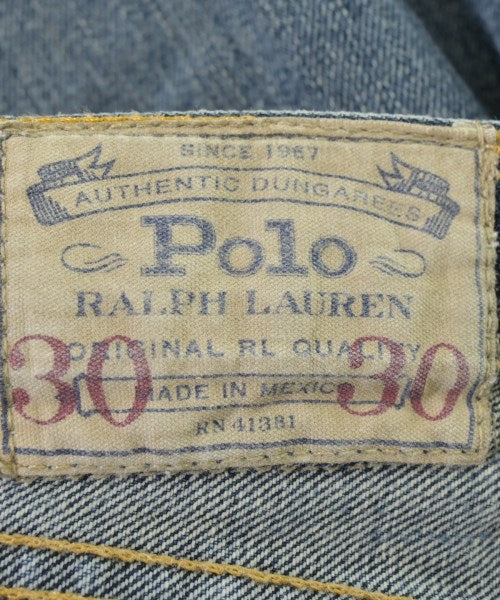 SINCE 1967
AUTHENTIC DUNGAREES
Polo
RALPH LAUREN
ORIGINAL RL QUALITY
30 30
MADE IN MEXICO
RN 41381